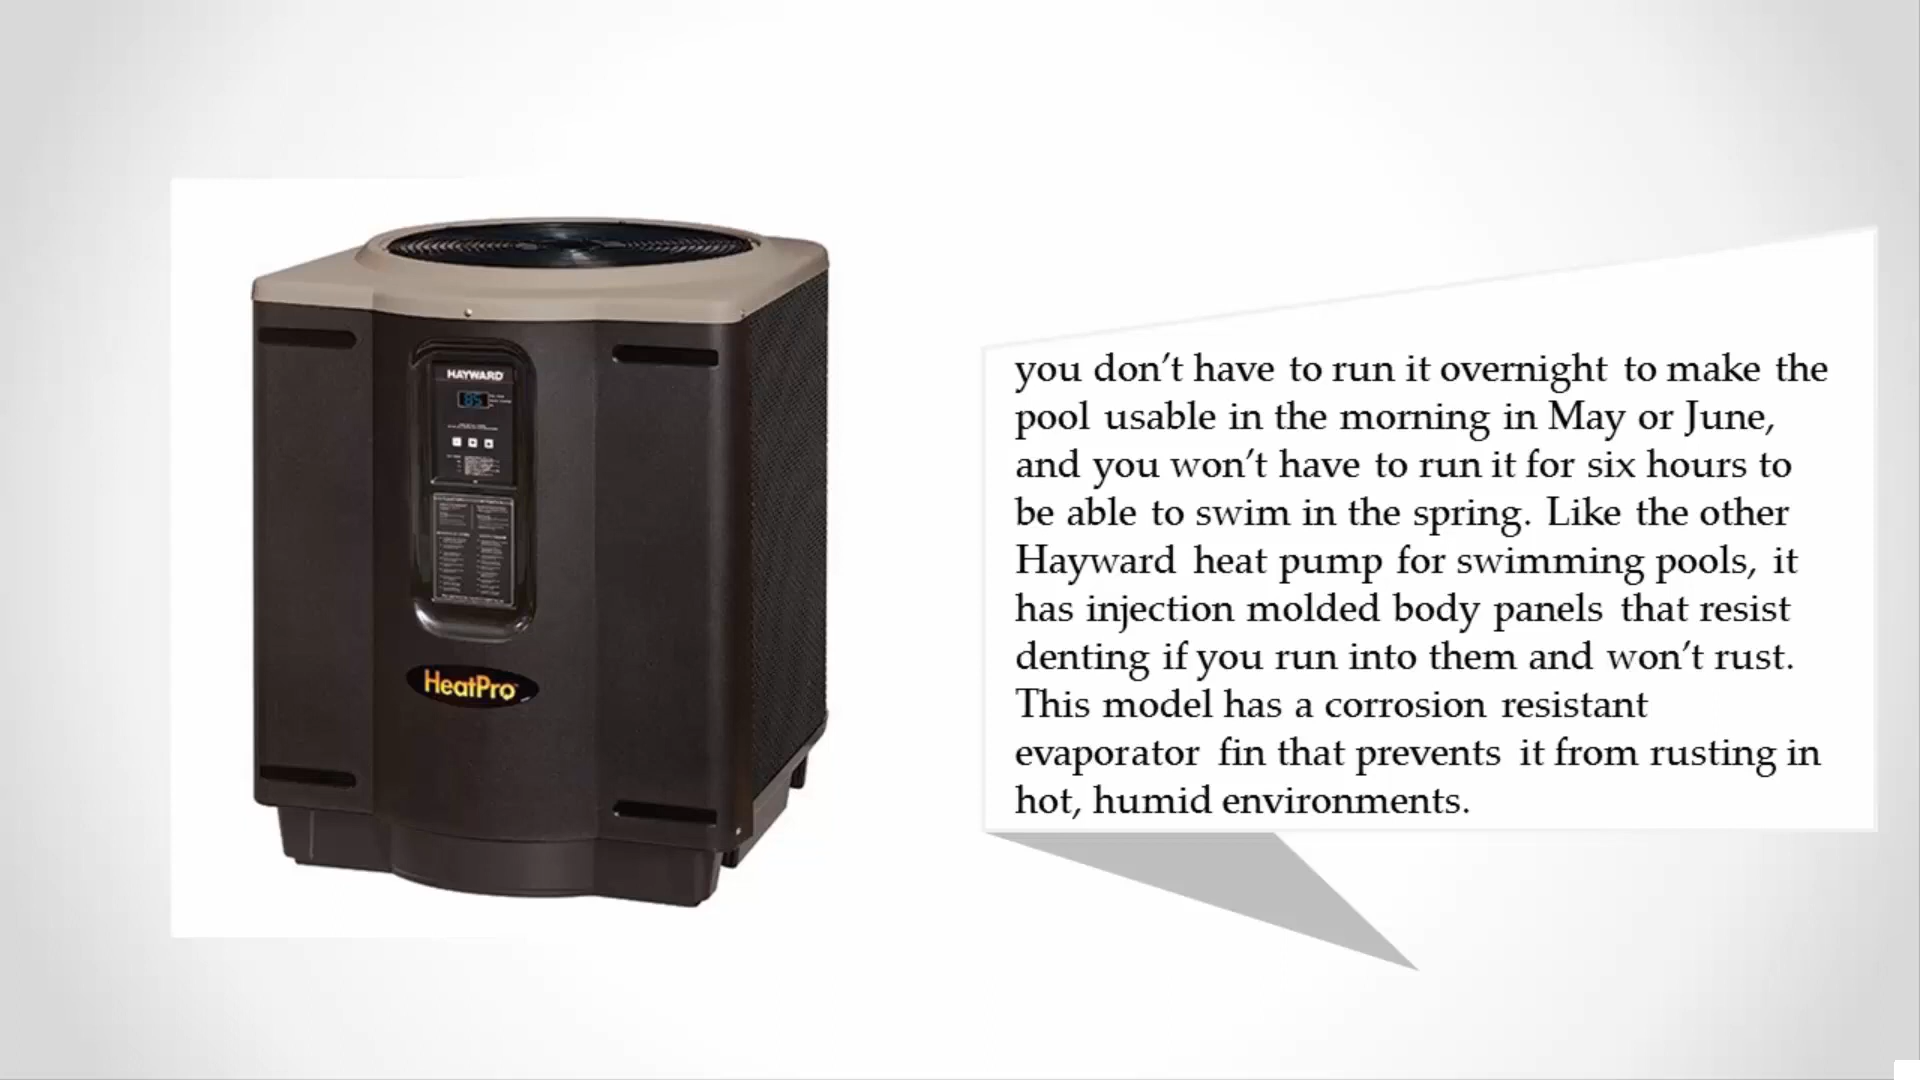 HAYWARD
85
HeatPro
you don’t have to run it overnight to make the
pool usable in the morning in May or June,
and you won’t have to run it for six hours to
be able to swim in the spring. Like the other
Hayward heat pump for swimming pools, it
has injection molded body panels that resist
denting if you run into them and won’t rust.
This model has a corrosion resistant
evaporator fin that prevents it from rusting in
hot, humid environments.